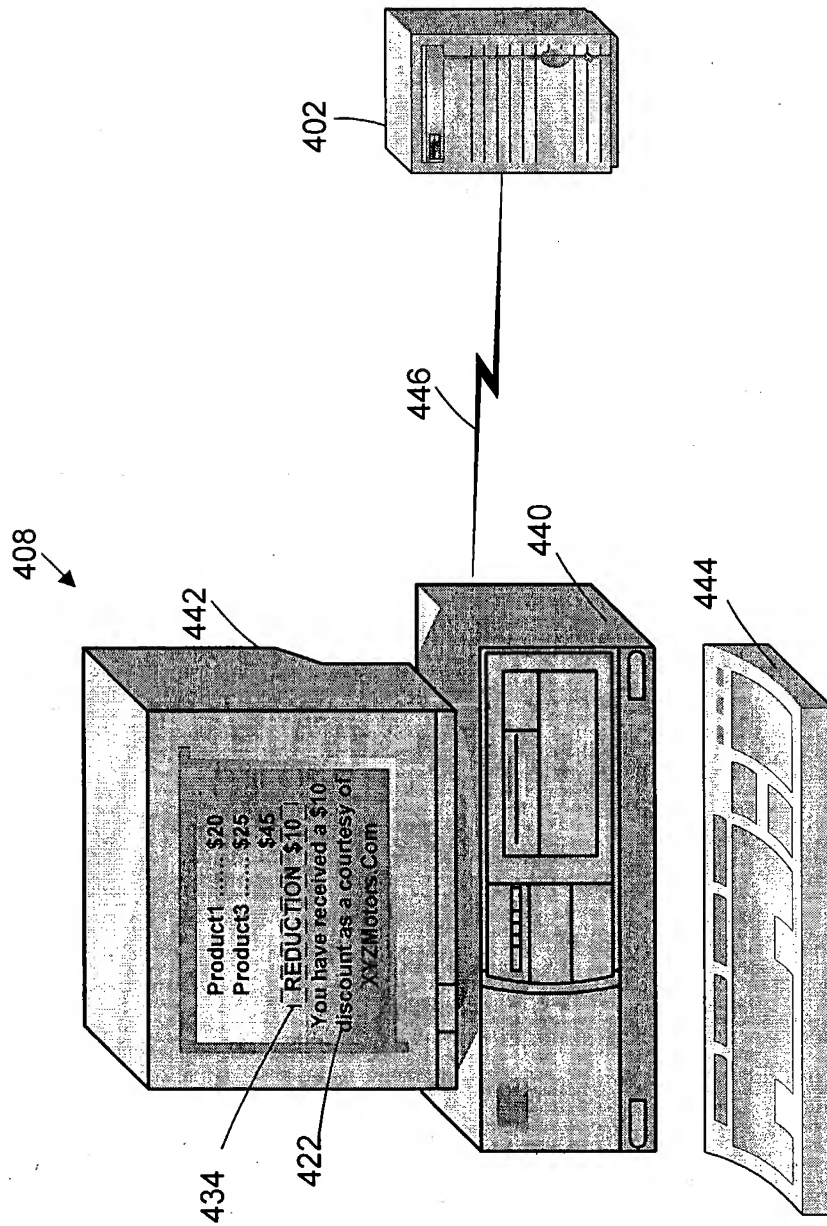 408
442
Product1 ...... $20
Product3 ...... $25
$45
REDUCTION $10
You have received a $10
discount as a courtesy of
XYZMotors.Com
434
422
446
402
440
444